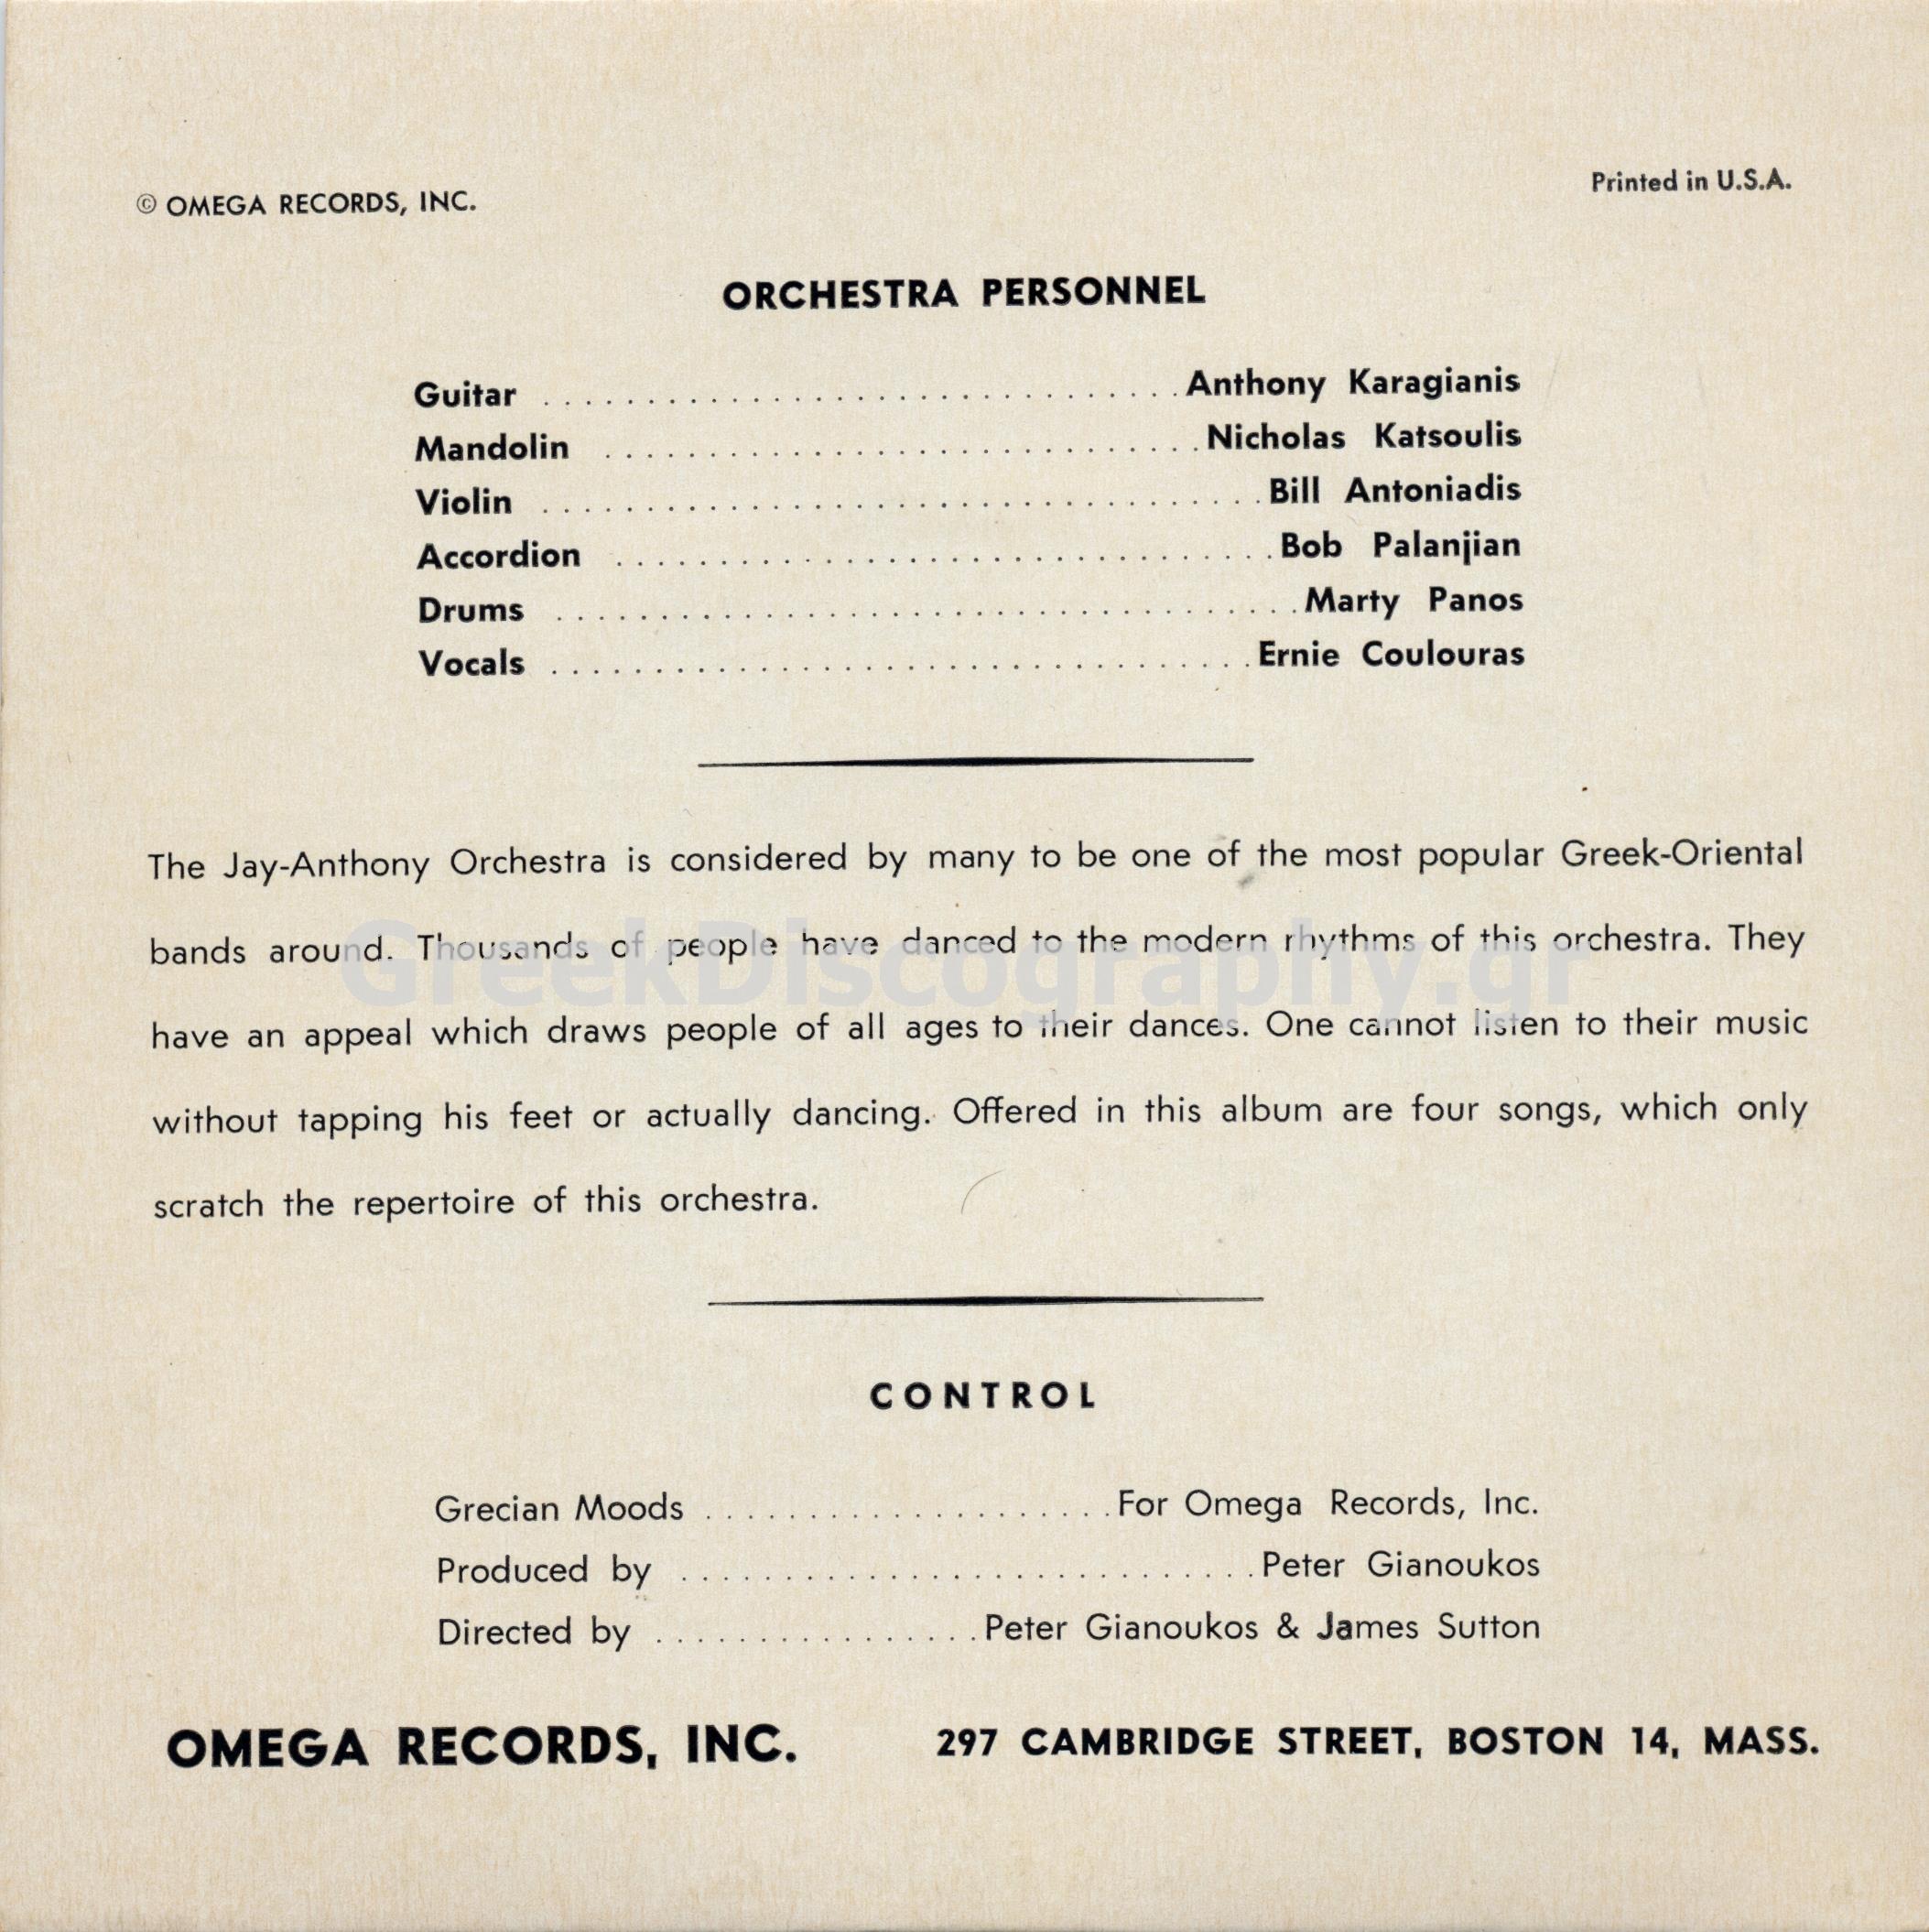 © OMEGA RECORDS, INC.
Printed in U.S.A.
ORCHESTRA PERSONNEL
Guitar ............................... Anthony Karagianis
Mandolin ............................. Nicholas Katsoulis
Violin ................................... Bill Antoniadis
Accordion ................................ Bob Palanjian
Drums .................................... Marty Panos
Vocals .................................. Ernie Coulouras
The Jay-Anthony Orchestra is considered by many to be one of the most popular Greek-Oriental
bands around. Thousands of people have danced to the modern rhythms of this orchestra. They
GreekDiscography.gr
have an appeal which draws people of all ages to their dances. One cannot listen to their music
without tapping his feet or actually dancing. Offered in this album are four songs, which only
scratch the repertoire of this orchestra.
CONTROL
Grecian Moods .................... For Omega Records, Inc.
Produced by ............................ Peter Gianoukos
Directed by ................ Peter Gianoukos & James Sutton
OMEGA RECORDS, INC. 297 CAMBRIDGE STREET, BOSTON 14, MASS.